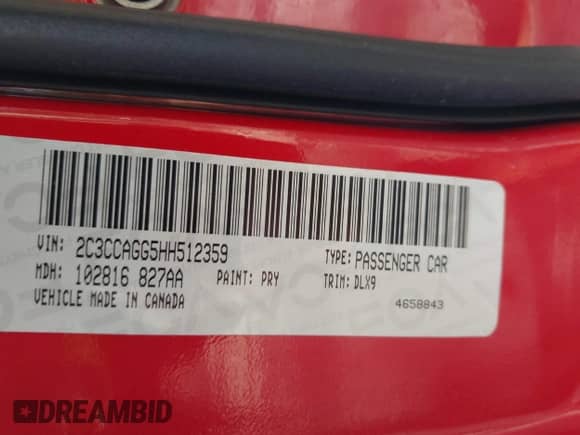 VIN: 2C3CCAGG5HH512359 TYPE: PASSENGER CAR
MDH: 102816 827AA PAINT: PRY TRIM: DLX9
VEHICLE MADE IN CANADA 4658843
DREAMBID